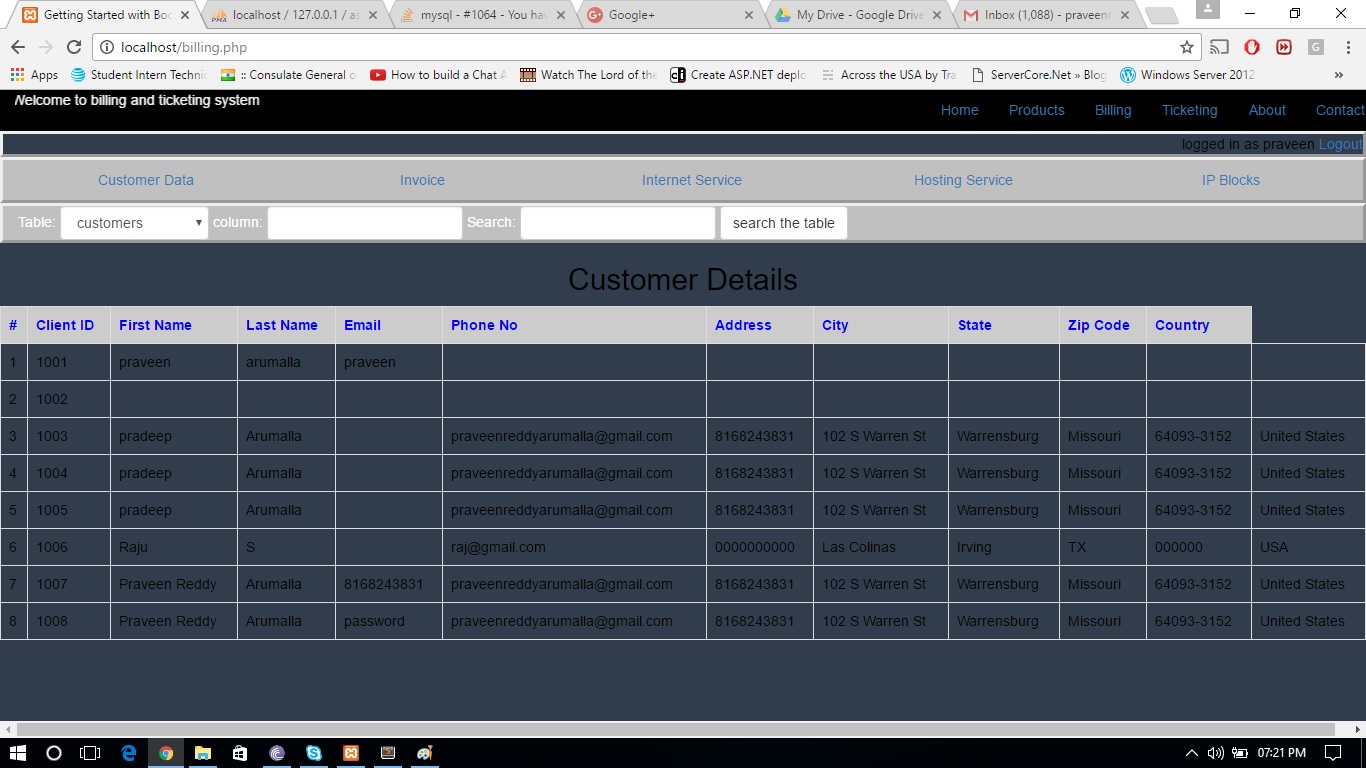 Getting Started with Boo
localhost / 127.0.0.1 / as
mysql - #1064 - You hav
Google+
My Drive - Google Drive
Inbox (1,088) - praveenr
localhost/billing.php
Apps
Student Intern Technic
:: Consulate General o
How to build a Chat A
Watch The Lord of the
Create ASP.NET deplo
Across the USA by Tra
ServerCore.Net » Blog
Windows Server 2012
»
Welcome to billing and ticketing system
Home Products Billing Ticketing About Contact
logged in as praveen Logout
Customer Data Invoice Internet Service Hosting Service IP Blocks
Table: customers column: Search: search the table
Customer Details
# Client ID First Name Last Name Email Phone No Address City State Zip Code Country
1 1001 praveen arumalla praveen
2 1002
3 1003 pradeep Arumalla praveenreddyarumalla@gmail.com 8168243831 102 S Warren St Warrensburg Missouri 64093-3152 United States
4 1004 pradeep Arumalla praveenreddyarumalla@gmail.com 8168243831 102 S Warren St Warrensburg Missouri 64093-3152 United States
5 1005 pradeep Arumalla praveenreddyarumalla@gmail.com 8168243831 102 S Warren St Warrensburg Missouri 64093-3152 United States
6 1006 Raju S raj@gmail.com 0000000000 Las Colinas Irving TX 000000 USA
7 1007 Praveen Reddy Arumalla 8168243831 praveenreddyarumalla@gmail.com 8168243831 102 S Warren St Warrensburg Missouri 64093-3152 United States
8 1008 Praveen Reddy Arumalla password praveenreddyarumalla@gmail.com 8168243831 102 S Warren St Warrensburg Missouri 64093-3152 United States
07:21 PM